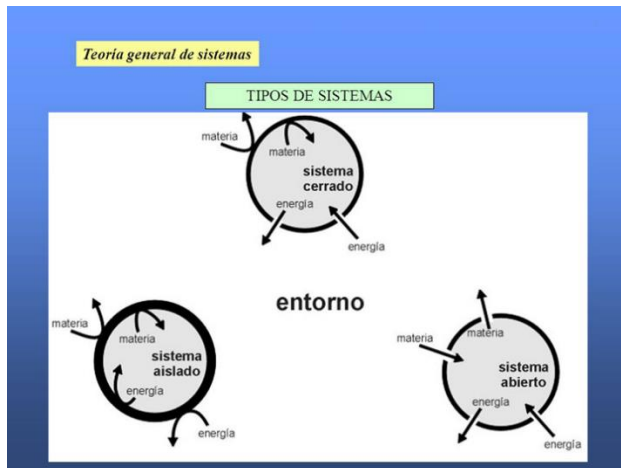 Teoría general de sistemas
TIPOS DE SISTEMAS
materia
materia
sistema
cerrado
energía
energía
entorno
materia
materia
sistema
aislado
energía
energía
materia
materia
sistema
abierto
energía
energía